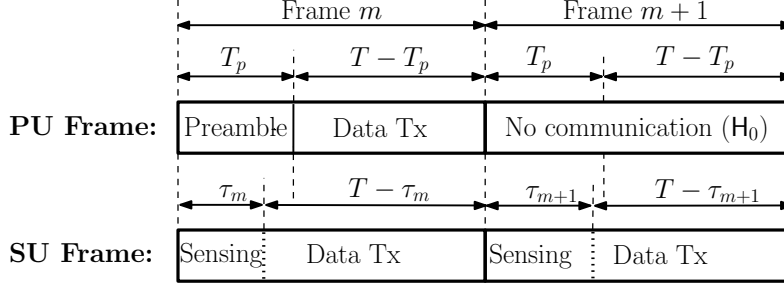 Frame m Frame m + 1
T_p T − T_p T_p T − T_p
PU Frame: Preamble Data Tx No communication (H_0)
τ_m T − τ_m τ_{m+1} T − τ_{m+1}
SU Frame: Sensing Data Tx Sensing Data Tx